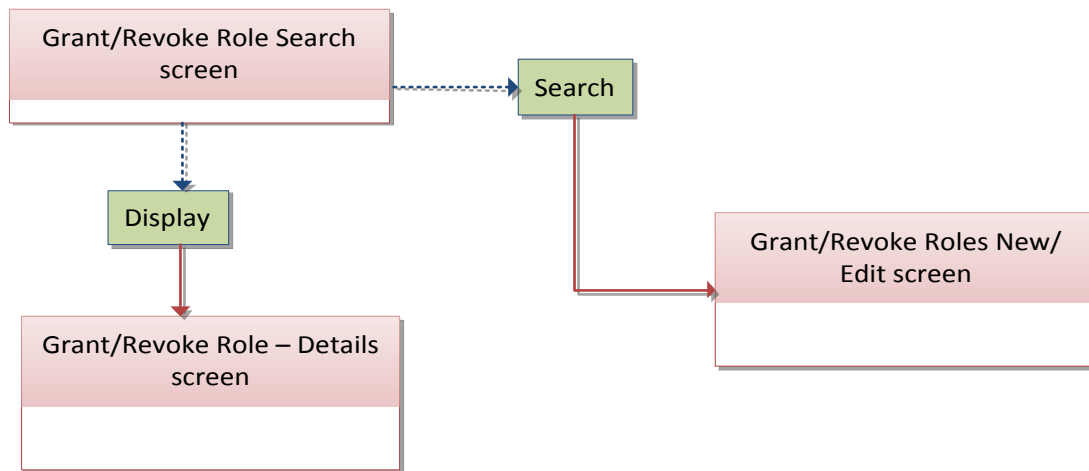 Grant/Revoke Role Search
screen
Search
Display
Grant/Revoke Roles New/
Edit screen
Grant/Revoke Role – Details
screen